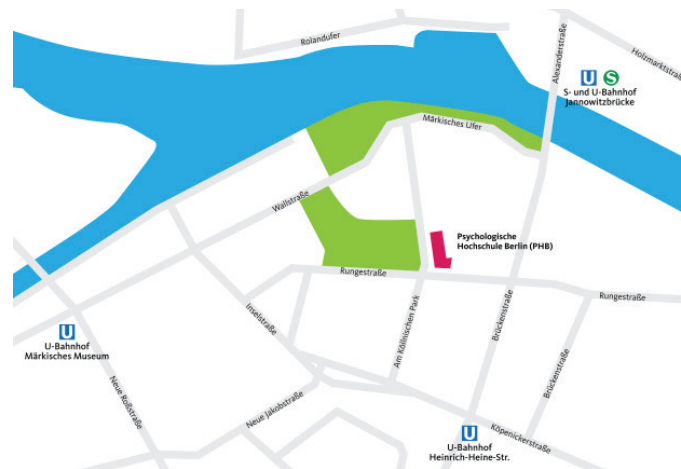 Rolandufer
Alexanderstraße
Holzmarktstraße
U S
S- und U-Bahnhof
Jannowitzbrücke
Märkisches Ufer
Wallstraße
Psychologische
Hochschule Berlin (PHB)
Rungestraße
Rungestraße
Inselstraße
Am Köllnischen Park
Brückenstraße
U
U-Bahnhof
Märkisches Museum
Neue Roßstraße
Neue Jakobstraße
Brückenstraße
U
U-Bahnhof
Heinrich-Heine-Str.
Köpenickerstraße